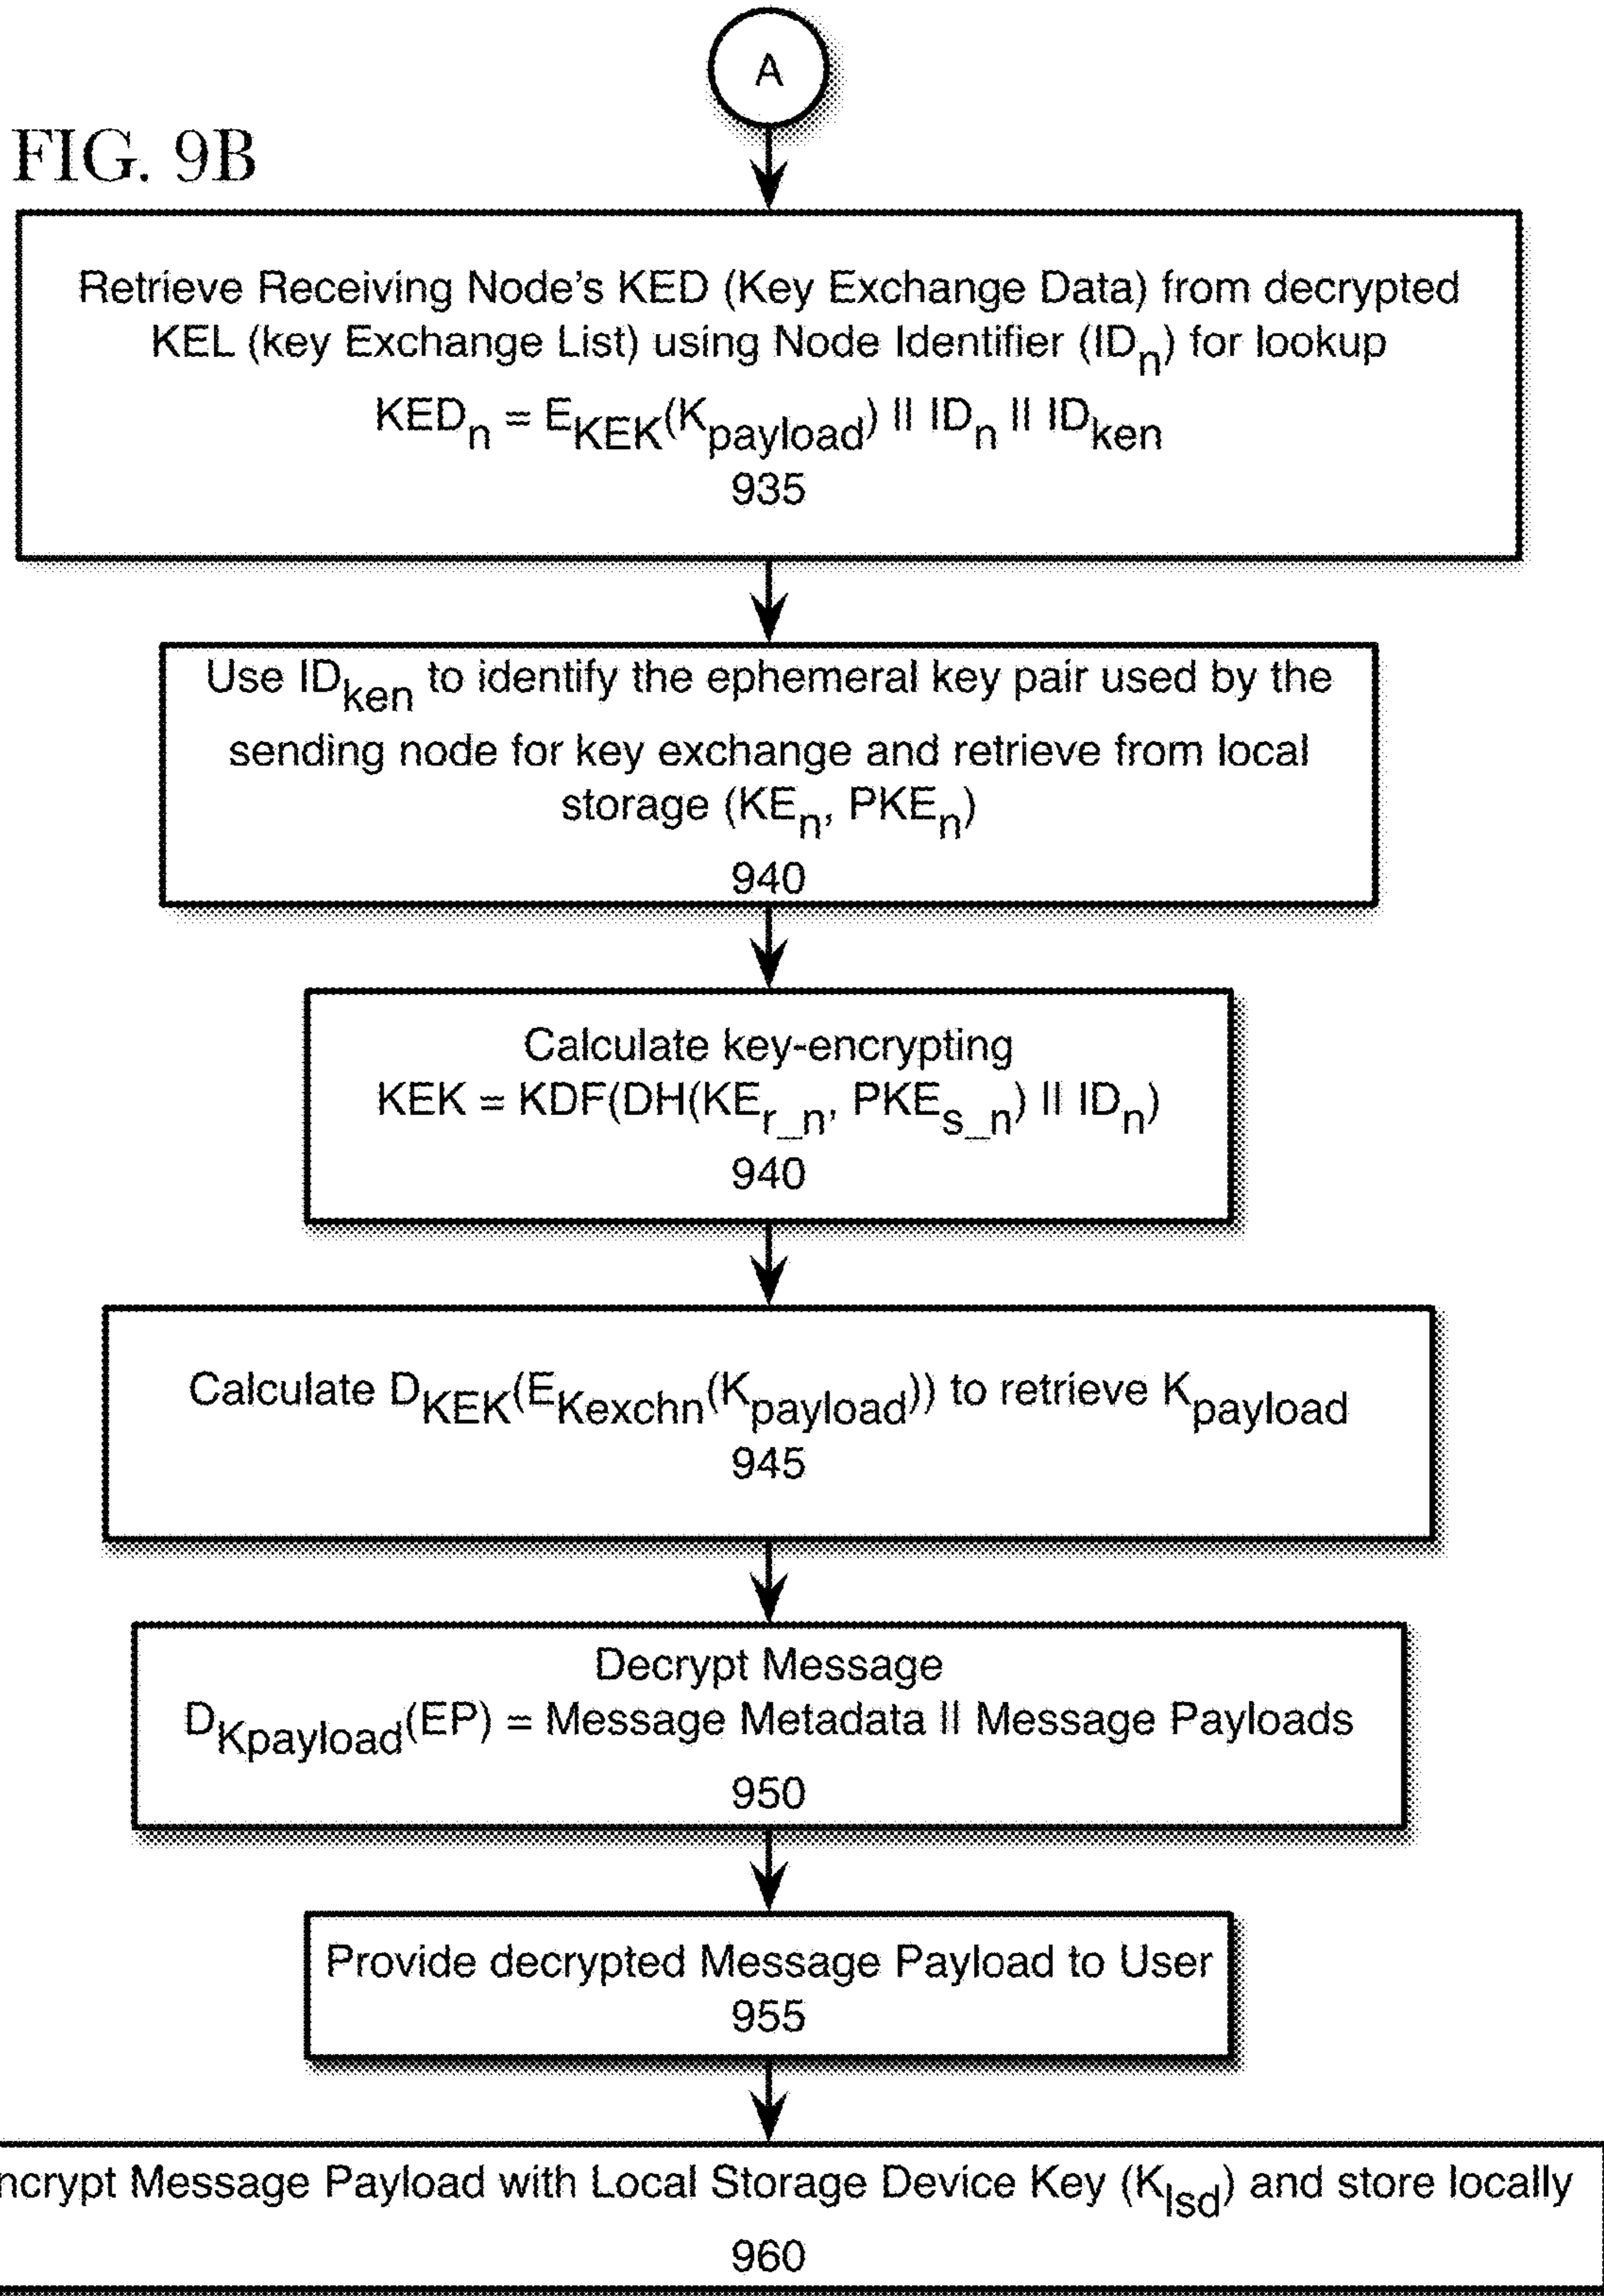 A
FIG. 9B
Retrieve Receiving Node's KED (Key Exchange Data) from decrypted
KEL (key Exchange List) using Node Identifier (IDn) for lookup
KEDn = EKEK(Kpayload) || IDn || IDken
935
Use IDken to identify the ephemeral key pair used by the
sending node for key exchange and retrieve from local
storage (KEn, PKEn)
940
Calculate key-encrypting
KEK = KDF(DH(KEr_n, PKEs_n) || IDn)
940
Calculate DKEK(EKexchn(Kpayload)) to retrieve Kpayload
945
Decrypt Message
DKpayload(EP) = Message Metadata || Message Payloads
950
Provide decrypted Message Payload to User
955
ncrypt Message Payload with Local Storage Device Key (Klsd) and store locally
960